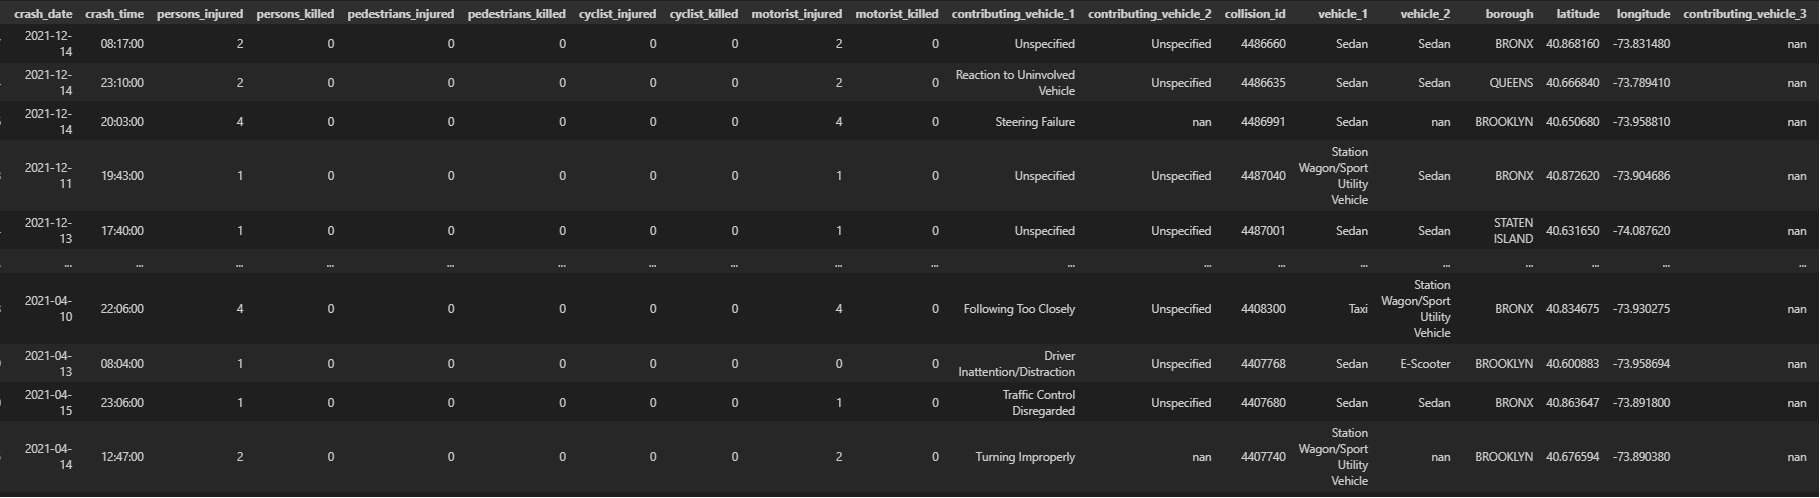 crash_date crash_time persons_injured persons_killed pedestrians_injured pedestrians_killed cyclist_injured cyclist_killed motorist_injured motorist_killed contributing_vehicle_1 contributing_vehicle_2 collision_id vehicle_1 vehicle_2 borough latitude longitude contributing_vehicle_3
2021-12-14 08:17:00 2 0 0 0 0 0 2 0 Unspecified Unspecified 4486660 Sedan Sedan BRONX 40.868160 -73.831480 nan
2021-12-14 23:10:00 2 0 0 0 0 0 2 0 Reaction to Uninvolved Vehicle Unspecified 4486635 Sedan Sedan QUEENS 40.666840 -73.789410 nan
2021-12-14 20:03:00 4 0 0 0 0 0 4 0 Steering Failure nan 4486991 Sedan nan BROOKLYN 40.650680 -73.958810 nan
2021-12-11 19:43:00 1 0 0 0 0 0 1 0 Unspecified Unspecified 4487040 Station Wagon/Sport Utility Vehicle Sedan BRONX 40.872620 -73.904686 nan
2021-12-13 17:40:00 1 0 0 0 0 0 1 0 Unspecified Unspecified 4487001 Sedan Sedan STATEN ISLAND 40.631650 -74.087620 nan
... ... ... ... ... ... ... ... ... ... ... ... ... ... ... ... ... ... ...
2021-04-10 22:06:00 4 0 0 0 0 0 4 0 Following Too Closely Unspecified 4408300 Taxi Station Wagon/Sport Utility Vehicle BRONX 40.834675 -73.930275 nan
2021-04-13 08:04:00 1 0 0 0 0 0 0 0 Driver Inattention/Distraction Unspecified 4407768 Sedan E-Scooter BROOKLYN 40.600883 -73.958694 nan
2021-04-15 23:06:00 1 0 0 0 0 0 1 0 Traffic Control Disregarded Unspecified 4407680 Sedan Sedan BRONX 40.863647 -73.891800 nan
2021-04-14 12:47:00 2 0 0 0 0 0 2 0 Turning Improperly nan 4407740 Station Wagon/Sport Utility Vehicle nan BROOKLYN 40.676594 -73.890380 nan